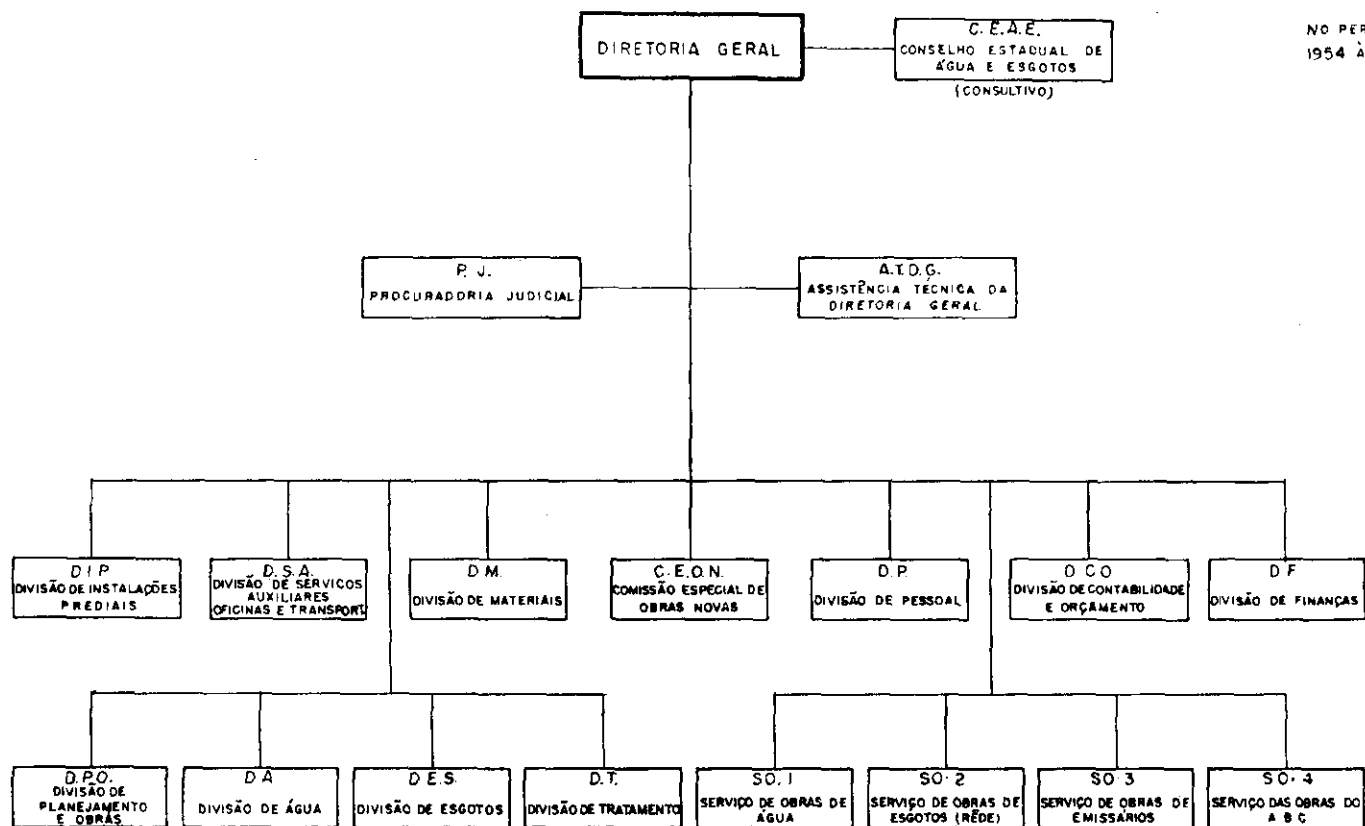 DIRETORIA GERAL
C.E.A.E.
CONSELHO ESTADUAL DE
ÁGUA E ESGOTOS
(CONSULTIVO)
NO PER
1954 À
P. J.
PROCURADORIA JUDICIAL
A.T.D.G.
ASSISTÊNCIA TÉCNICA DA
DIRETORIA GERAL
D.I.P.
DIVISÃO DE INSTALAÇÕES
PREDIAIS
D.S.A.
DIVISÃO DE SERVIÇOS
AUXILIARES
OFICINAS E TRANSPORT.
D M.
DIVISÃO DE MATERIAIS
C.E.O.N.
COMISSÃO ESPECIAL DE
OBRAS NOVAS
D.P.
DIVISÃO DE PESSOAL
D C O
DIVISÃO DE CONTABILIDADE
E ORÇAMENTO
D F
DIVISÃO DE FINANÇAS
D.P.O.
DIVISÃO DE
PLANEJAMENTO
E OBRAS
D A
DIVISÃO DE ÁGUA
D E.S.
DIVISÃO DE ESGOTOS
D.T.
DIVISÃO DE TRATAMENTO
SO. 1
SERVIÇO DE OBRAS DE
ÁGUA
SO. 2
SERVIÇO DE OBRAS DE
ESGOTOS (RÊDE)
SO. 3
SERVIÇO DE OBRAS DE
EMISSÁRIOS
SO. 4
SERVIÇO DAS OBRAS DO
A B C